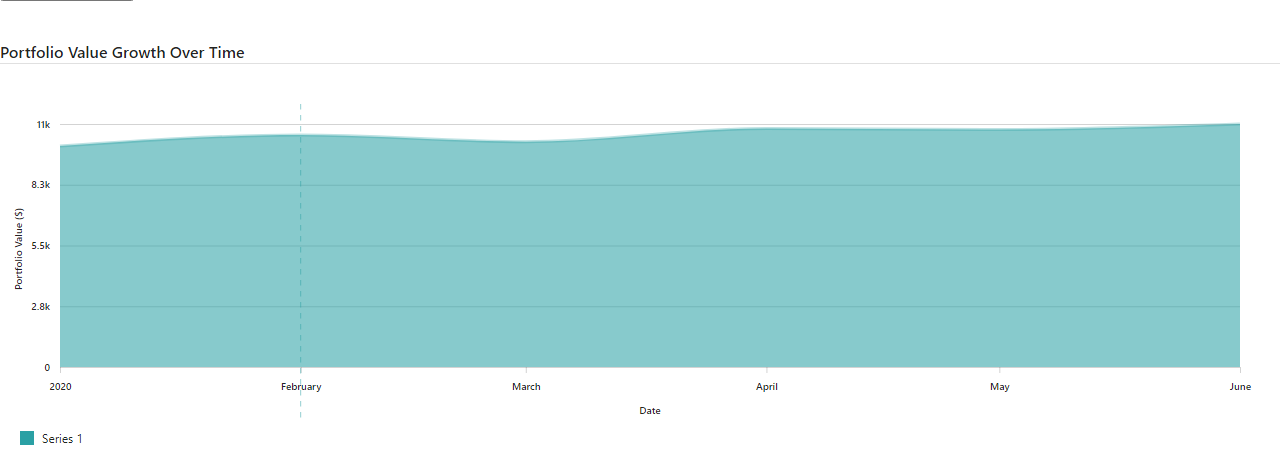 Portfolio Value Growth Over Time
11k
8.3k
5.5k
2.8k
0
Portfolio Value ($)
2020 February March April May June
Date
Series 1